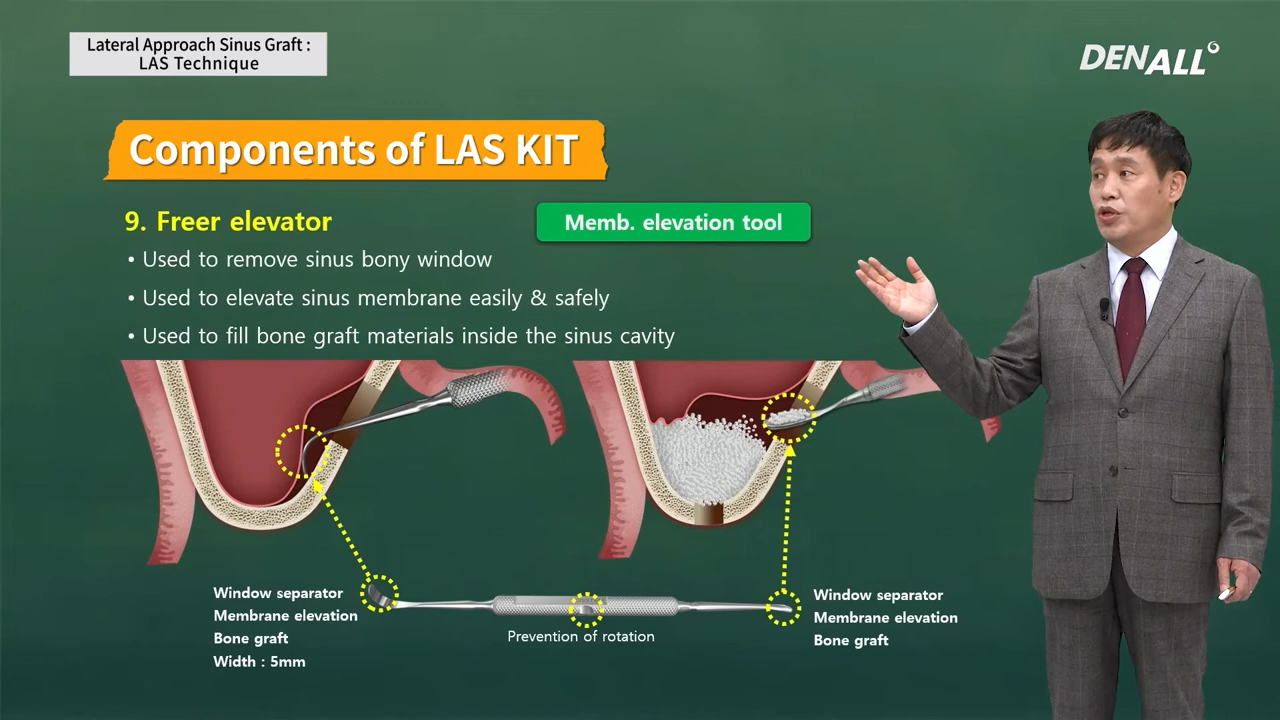 Lateral Approach Sinus Graft :
LAS Technique
DENALL
Components of LAS KIT
9. Freer elevator
Memb. elevation tool
• Used to remove sinus bony window
• Used to elevate sinus membrane easily & safely
• Used to fill bone graft materials inside the sinus cavity
Window separator
Membrane elevation
Bone graft
Width : 5mm
Prevention of rotation
Window separator
Membrane elevation
Bone graft